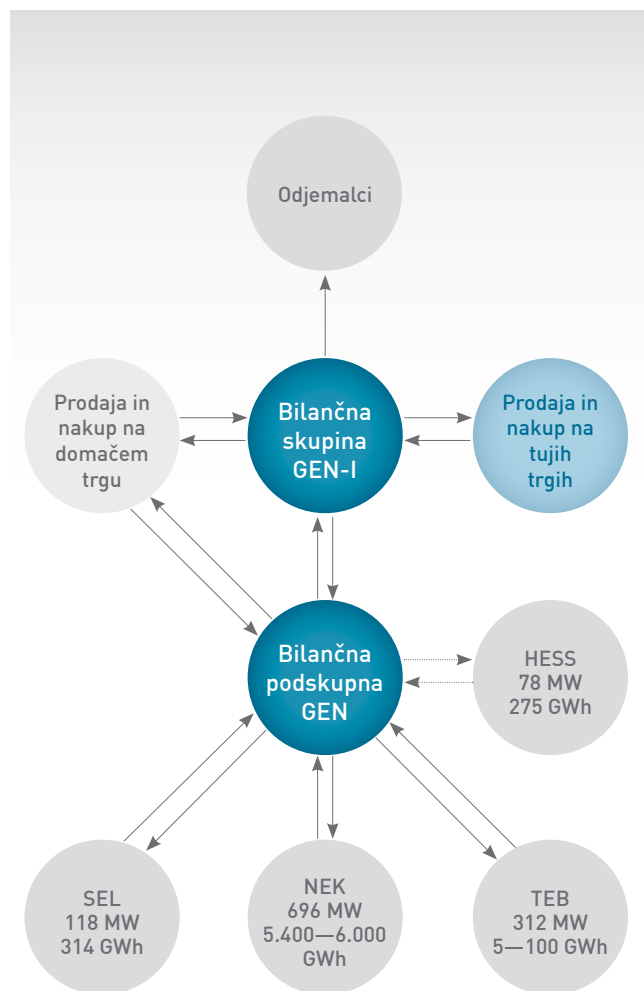 Odjemalci
Prodaja in
nakup na
domačem
trgu
Bilančna
skupina
GEN-I
Prodaja in
nakup na
tujih
trgih
Bilančna
podskupna
GEN
HESS
78 MW
275 GWh
SEL
118 MW
314 GWh
NEK
696 MW
5.400—6.000
GWh
TEB
312 MW
5—100 GWh